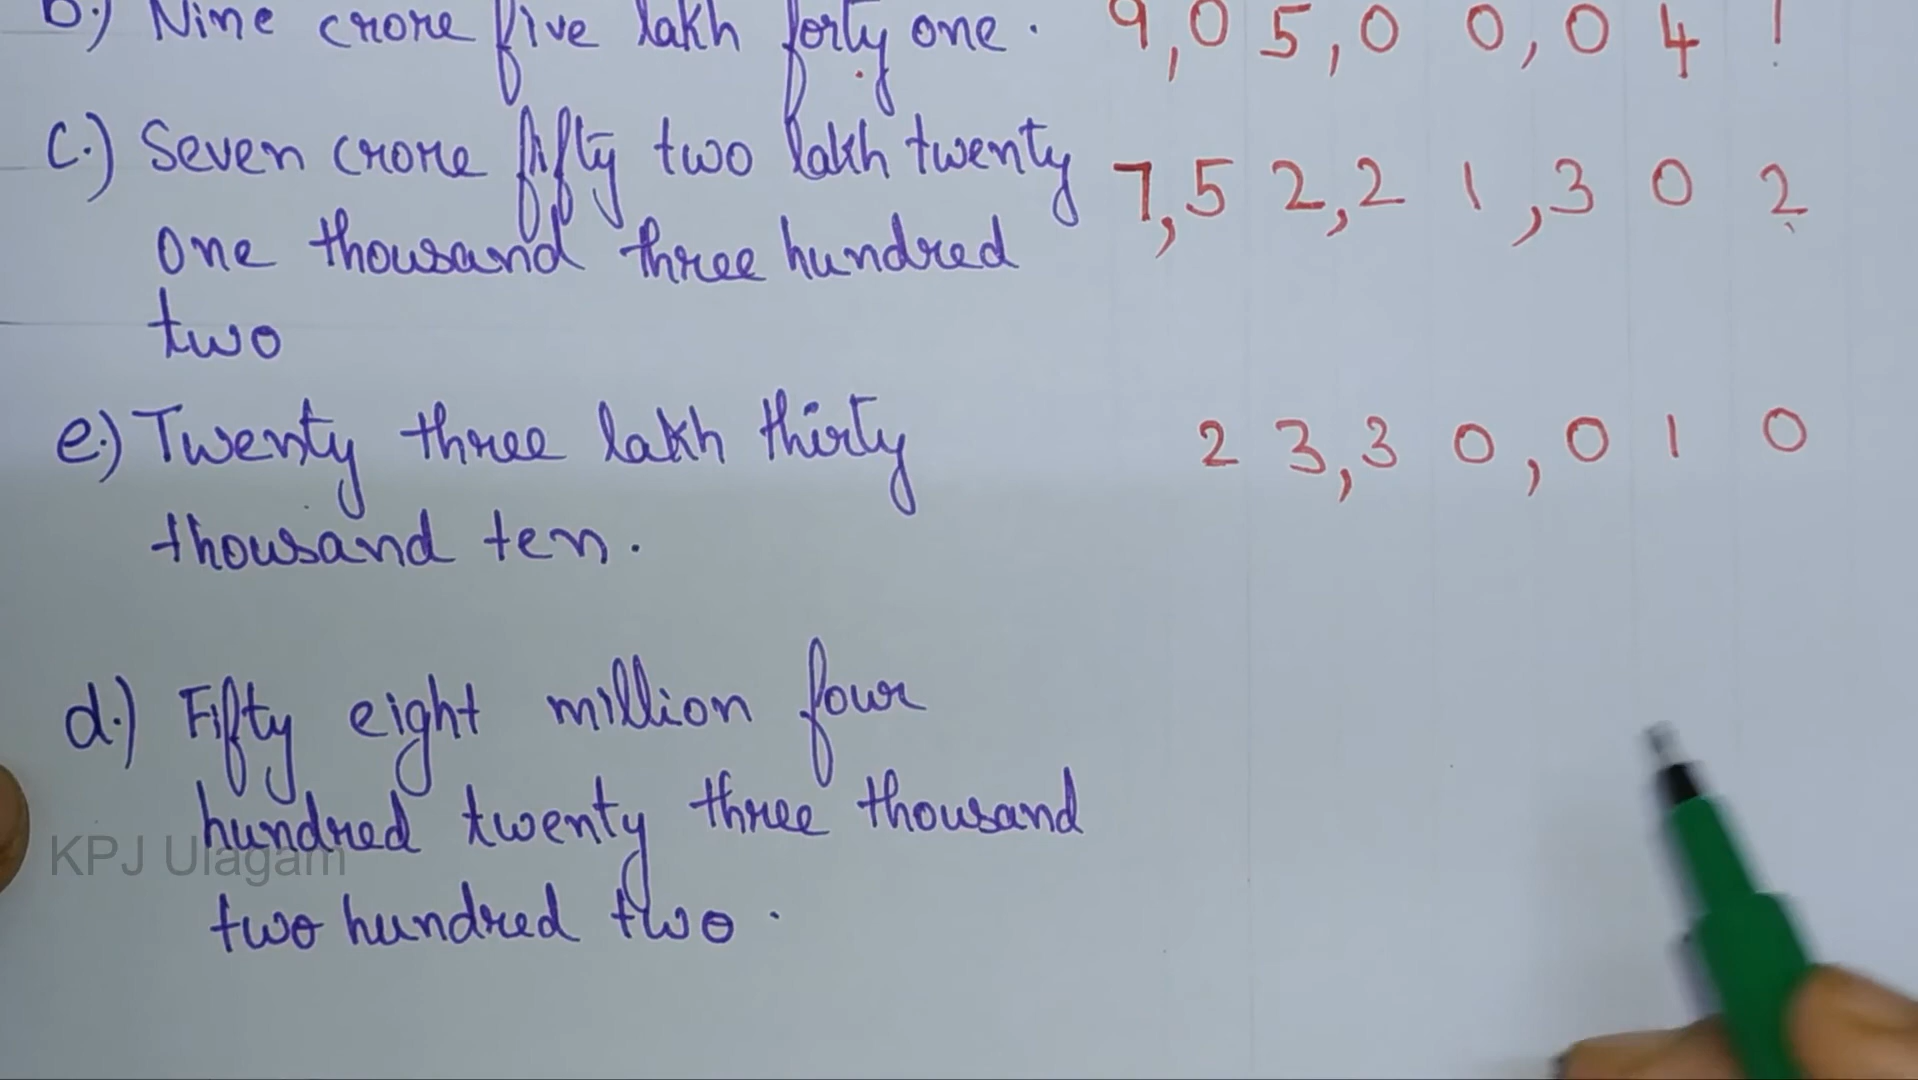 b.) Nine crore five lakh forty one. 9,05,00,041
c.) Seven crore fifty two lakh twenty 7,52,21,302
one thousand three hundred
two
e.) Twenty three lakh thirty 23,30,010
thousand ten.
d.) Fifty eight million four
hundred twenty three thousand
KPJ Ulagam
two hundred two.